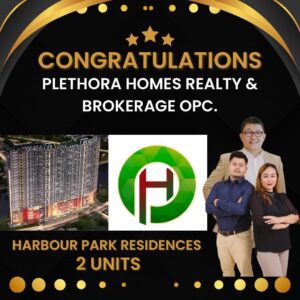 CONGRATULATIONS
PLETHORA HOMES REALTY &
BROKERAGE OPC.
HARBOUR PARK RESIDENCES
2 UNITS